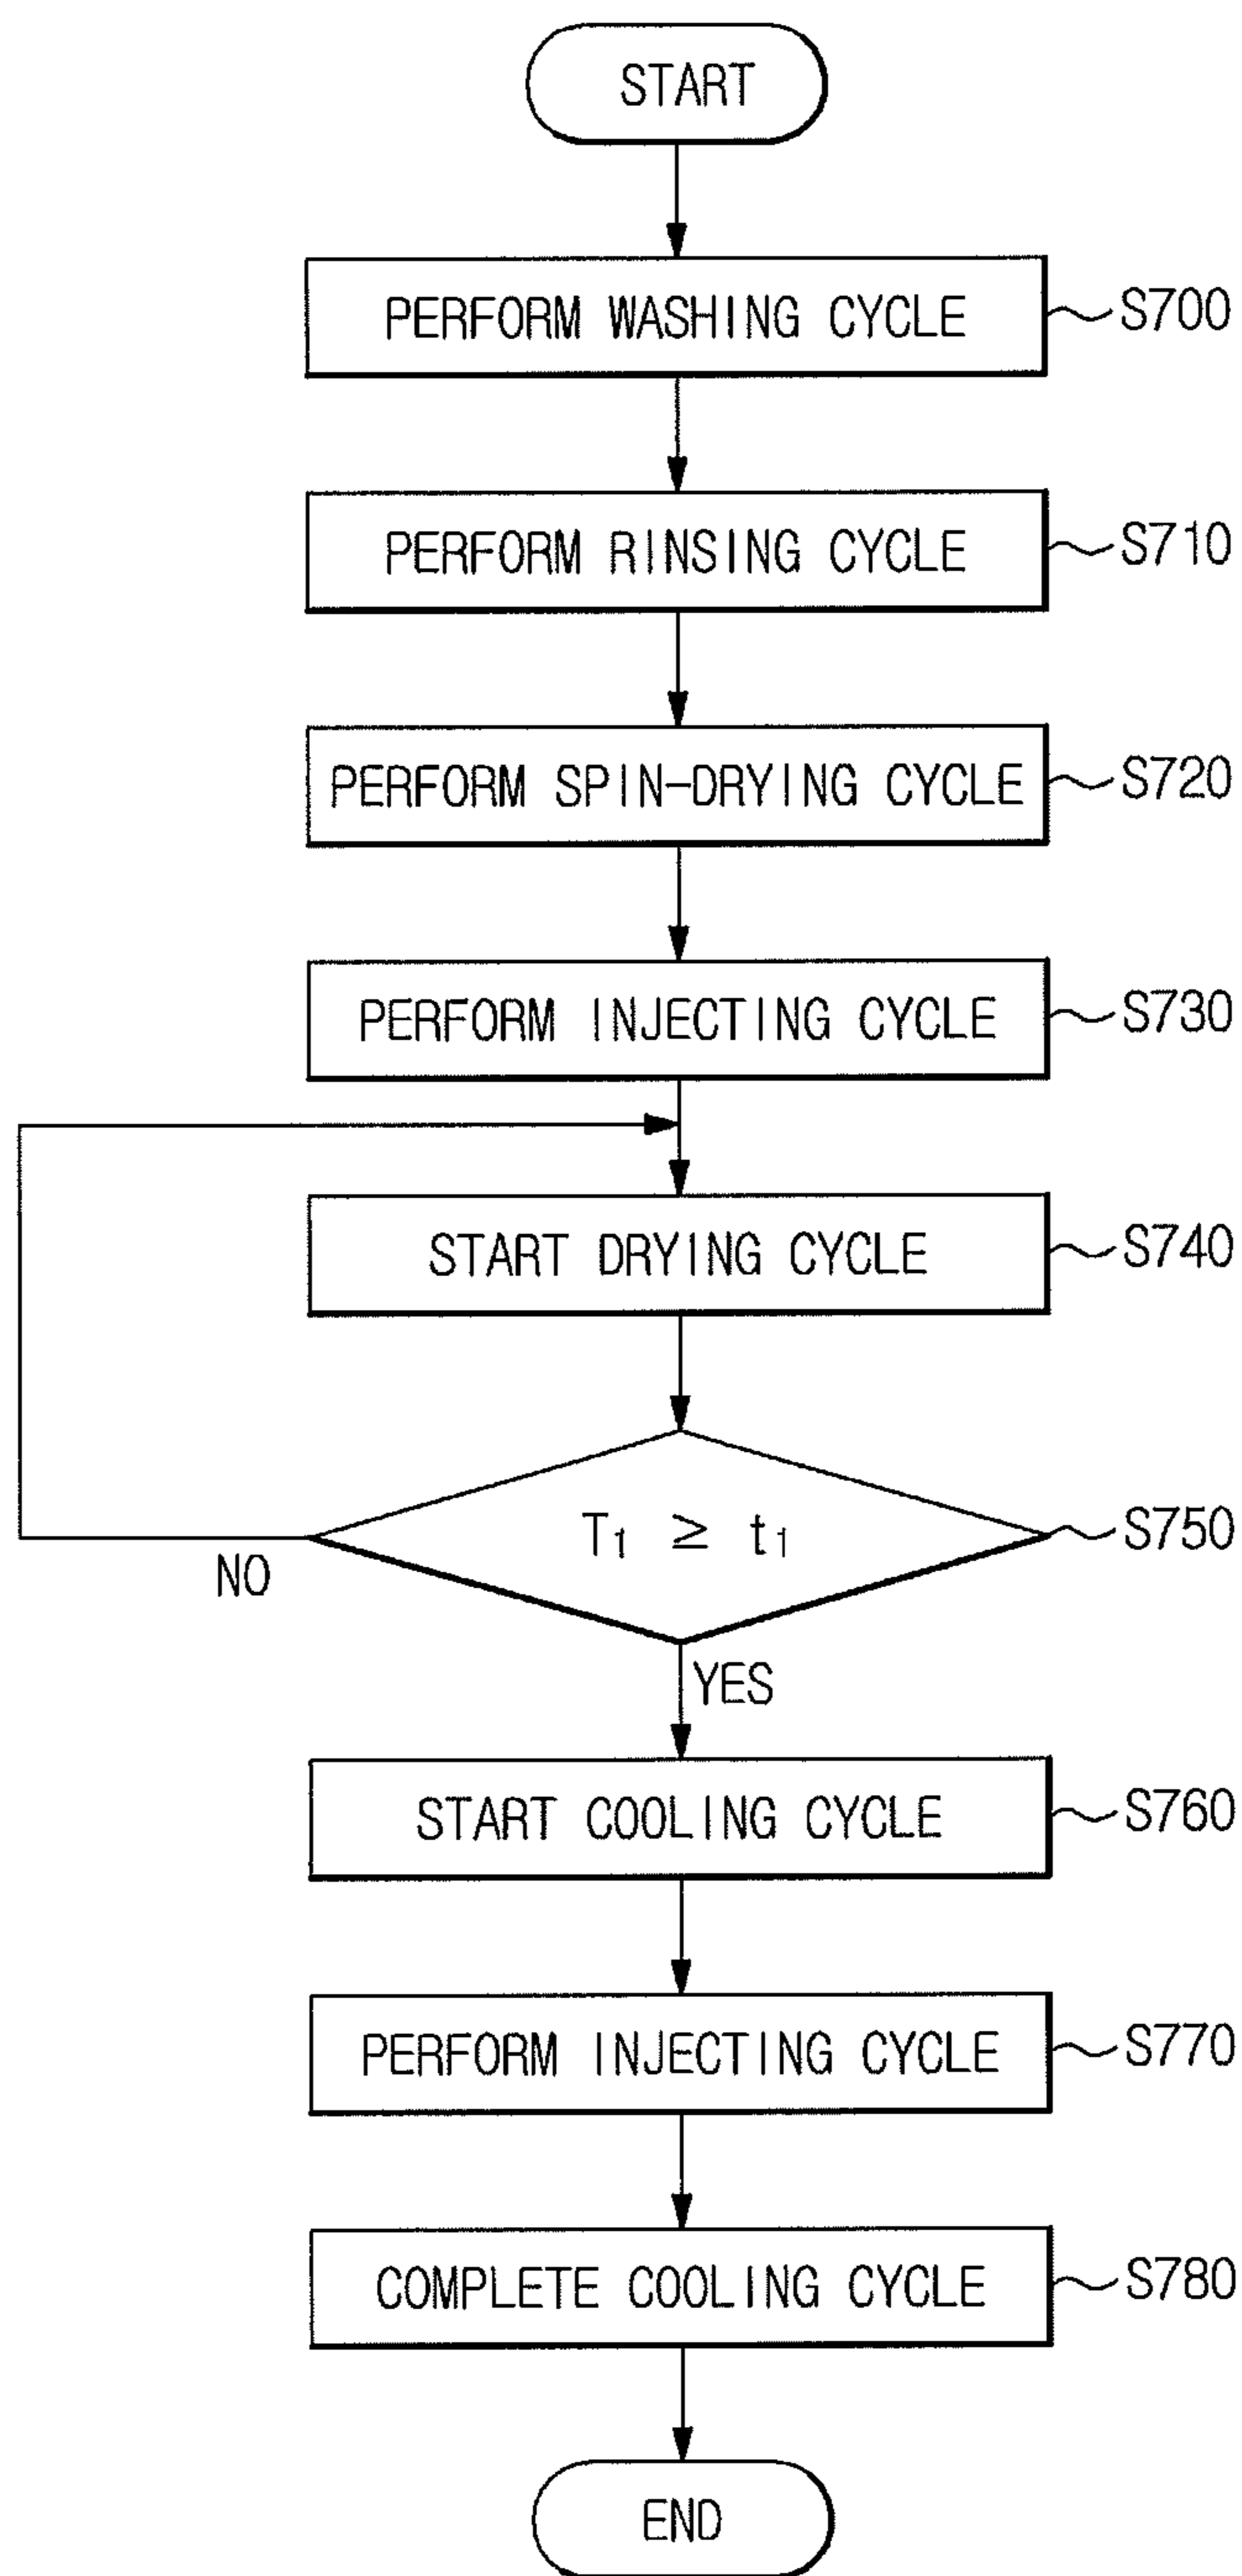 START
PERFORM WASHING CYCLE S700
PERFORM RINSING CYCLE S710
PERFORM SPIN-DRYING CYCLE S720
PERFORM INJECTING CYCLE S730
START DRYING CYCLE S740
T₁ ≥ t₁ S750
NO
YES
START COOLING CYCLE S760
PERFORM INJECTING CYCLE S770
COMPLETE COOLING CYCLE S780
END